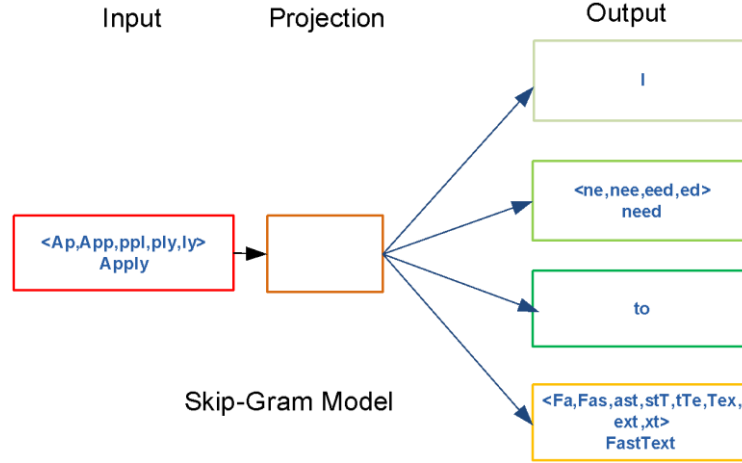 Input
Projection
Output
I
<ne,nee,eed,ed>
need
<Ap,App,ppl,ply,ly>
Apply
to
Skip-Gram Model
<Fa,Fas,ast,stT,tTe,Tex,
ext,xt>
FastText